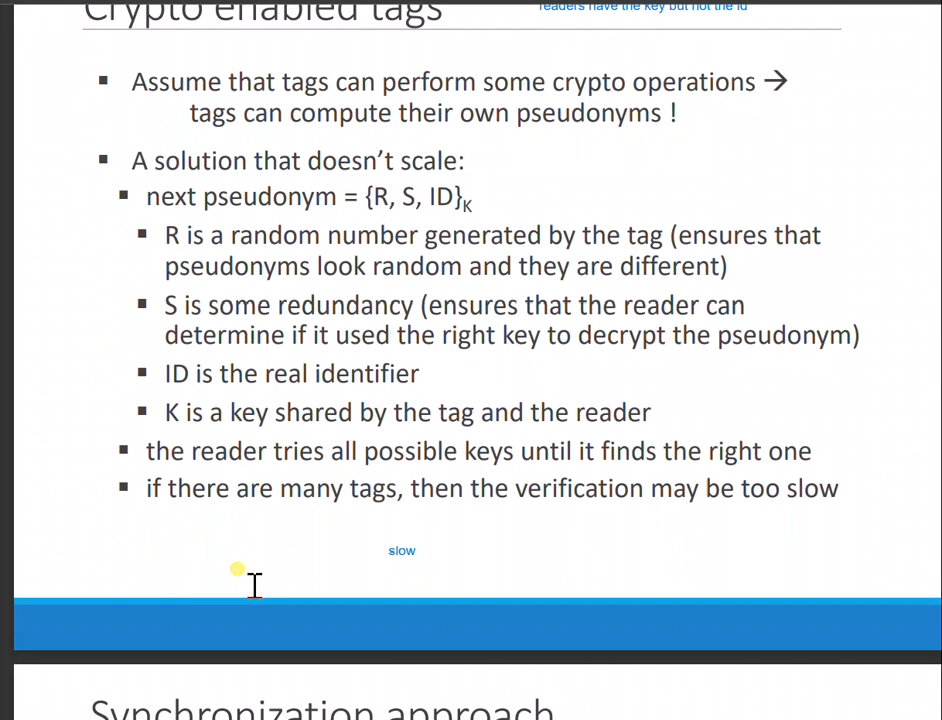 Crypto enabled tags
readers have the key but not the id
▪ Assume that tags can perform some crypto operations →
tags can compute their own pseudonyms !
▪ A solution that doesn’t scale:
▪ next pseudonym = {R, S, ID}K
▪ R is a random number generated by the tag (ensures that
pseudonyms look random and they are different)
▪ S is some redundancy (ensures that the reader can
determine if it used the right key to decrypt the pseudonym)
▪ ID is the real identifier
▪ K is a key shared by the tag and the reader
▪ the reader tries all possible keys until it finds the right one
▪ if there are many tags, then the verification may be too slow
slow
Synchronization approach